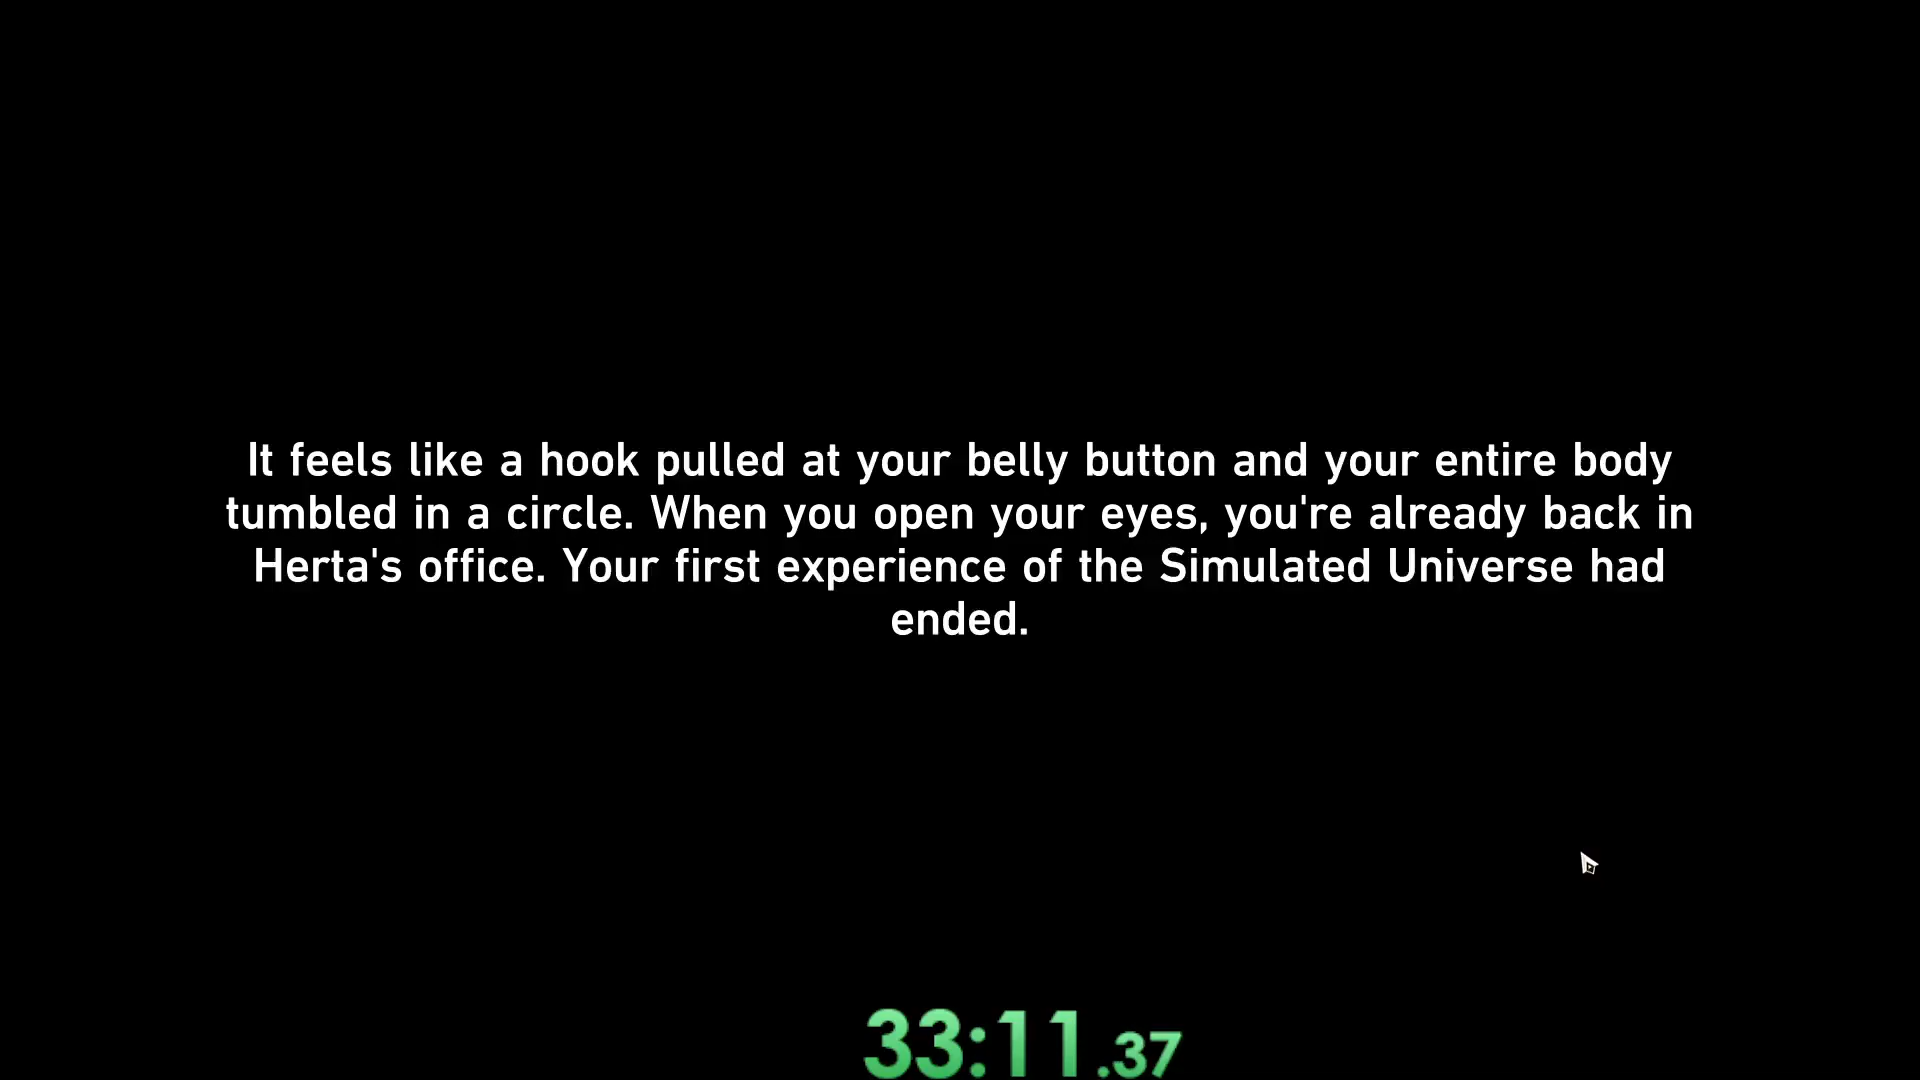 It feels like a hook pulled at your belly button and your entire body
tumbled in a circle. When you open your eyes, you're already back in
Herta's office. Your first experience of the Simulated Universe had
ended.
33:11.37